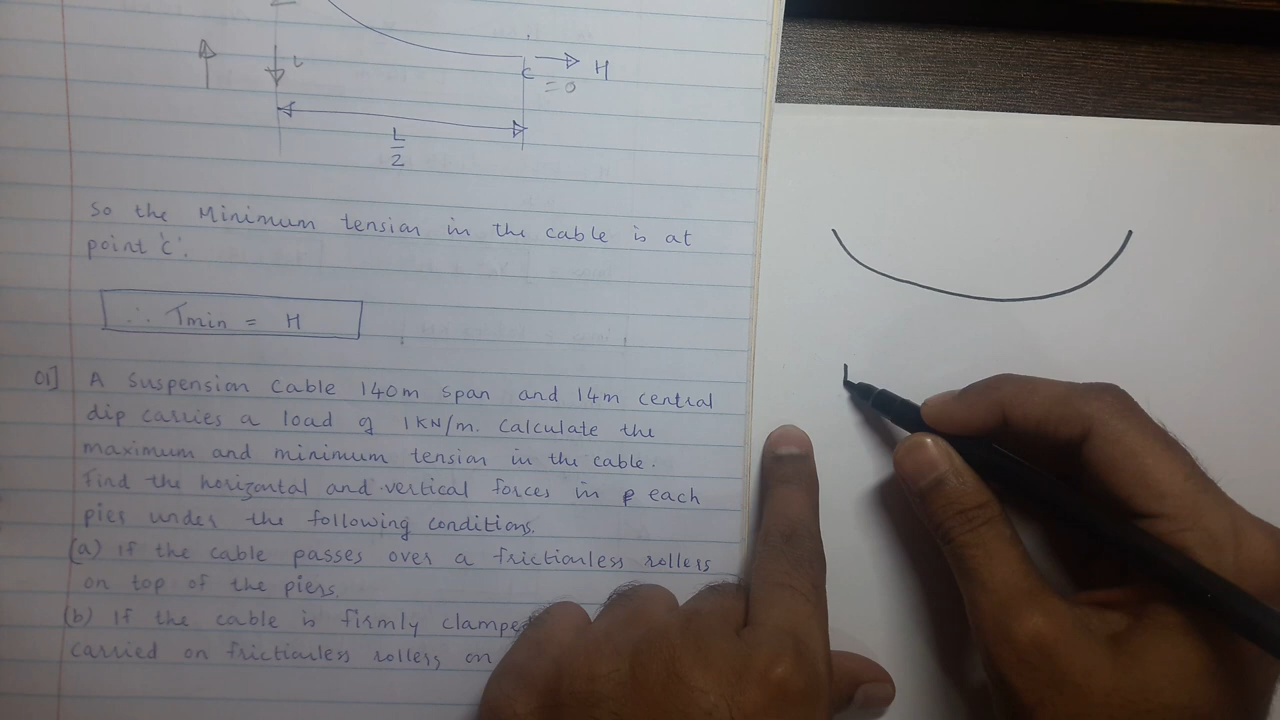 L
C
H
= 0
L
2
So the Minimum tension in the cable is at
point 'C'.
∴ Tmin = H
01] A suspension cable 140m span and 14m central
dip carries a load of 1KN/m. Calculate the
maximum and minimum tension in the cable.
Find the horizontal and vertical forces in each
pier under the following conditions.
(a) If the cable passes over a frictionless rollers
on top of the piers.
(b) If the cable is firmly clampe
carried on frictionless rollers on